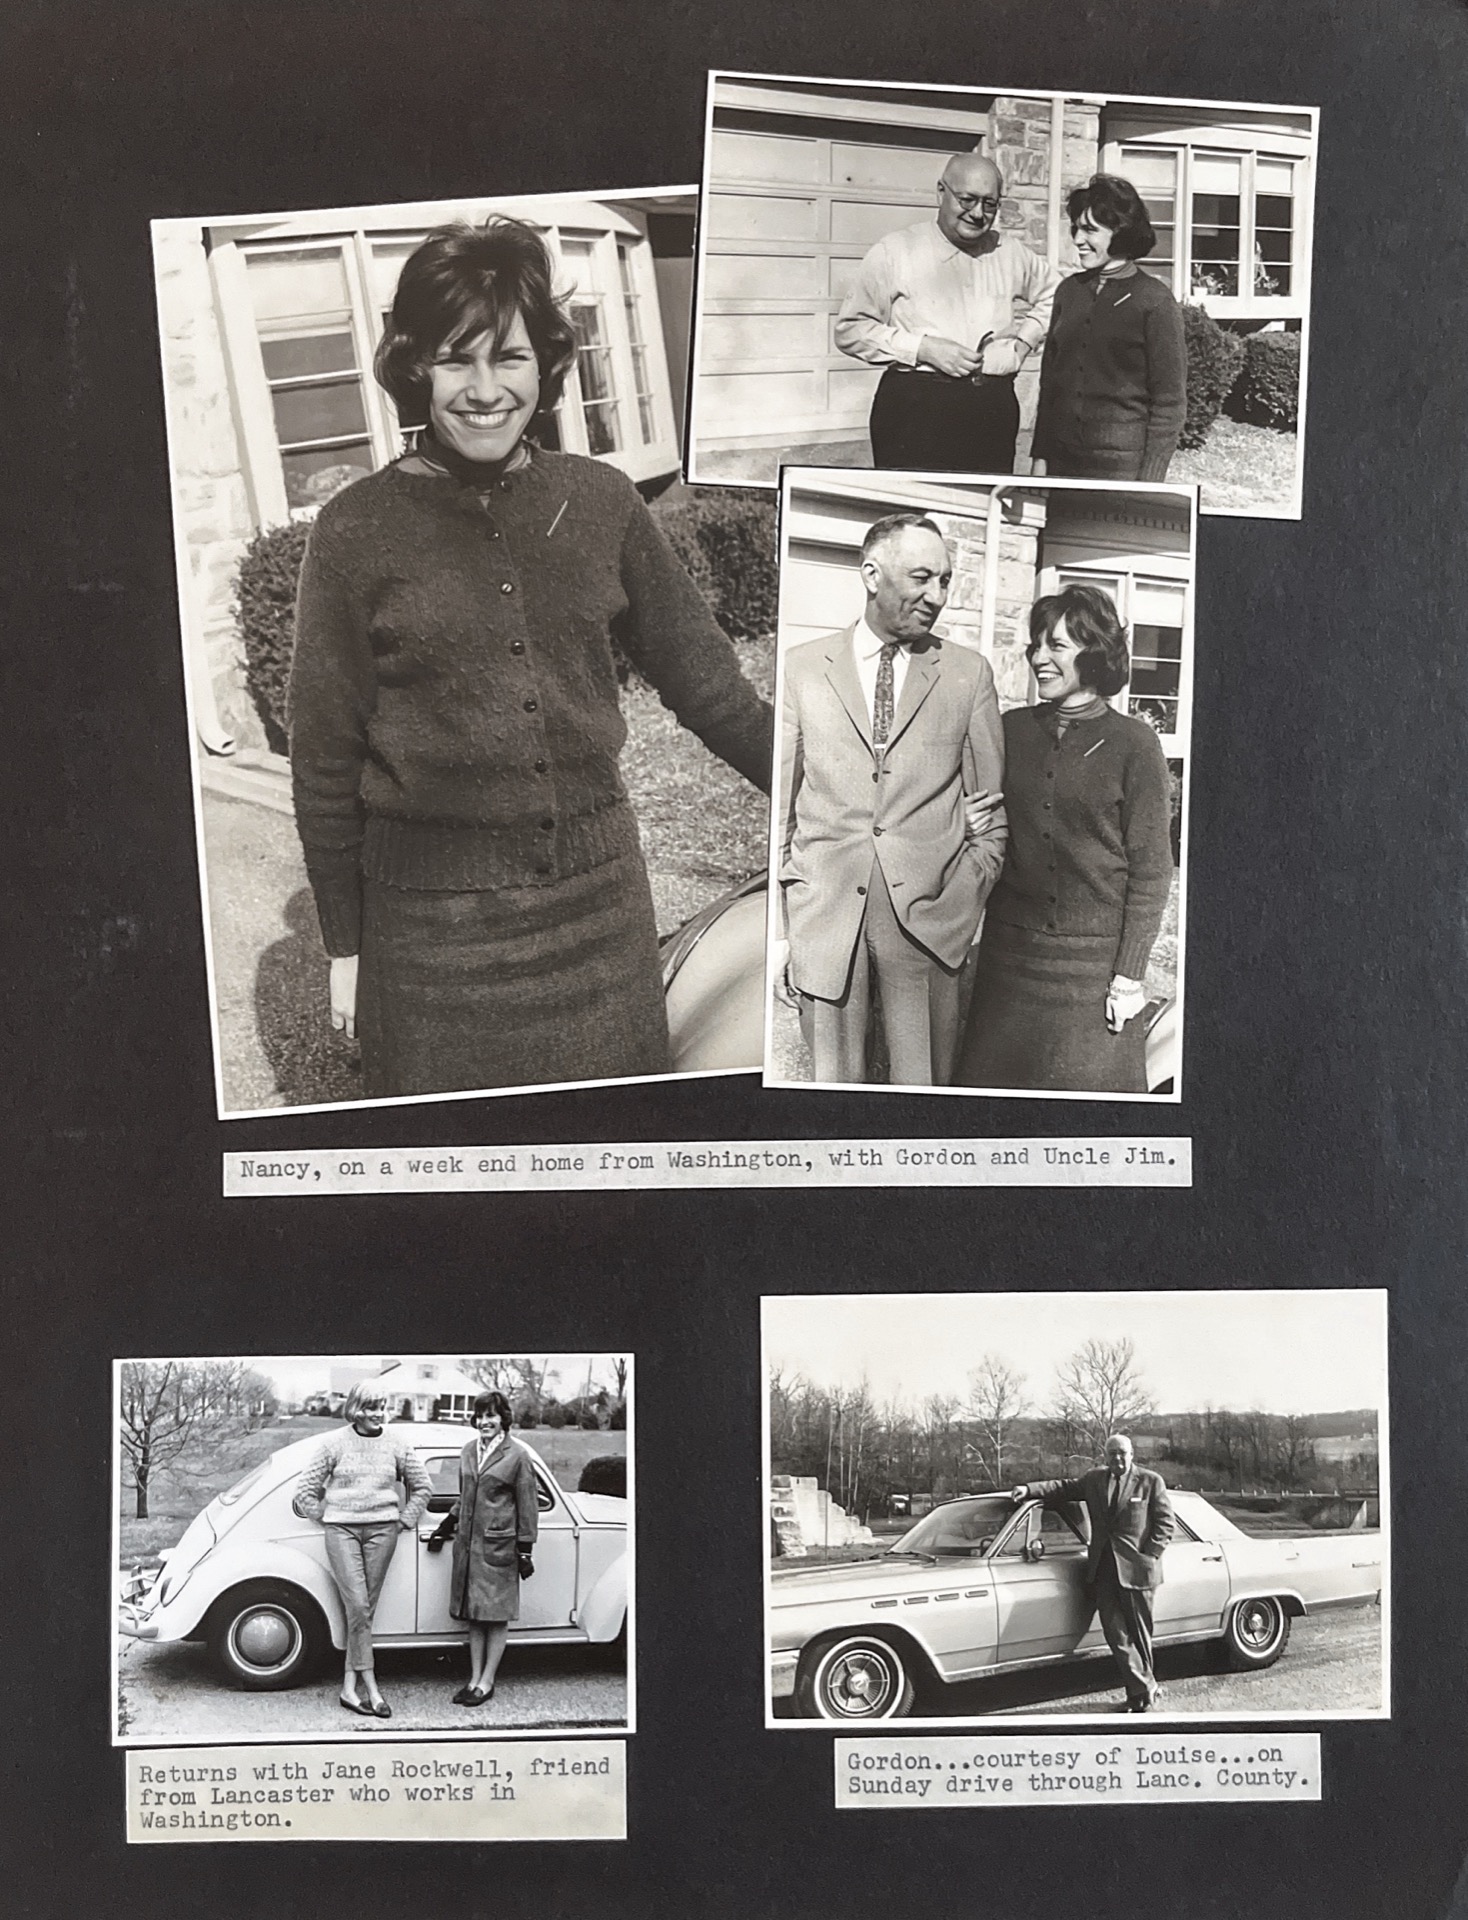 Nancy, on a week end home from Washington, with Gordon and Uncle Jim.
Returns with Jane Rockwell, friend
from Lancaster who works in
Washington.
Gordon...courtesy of Louise...on
Sunday drive through Lanc. County.